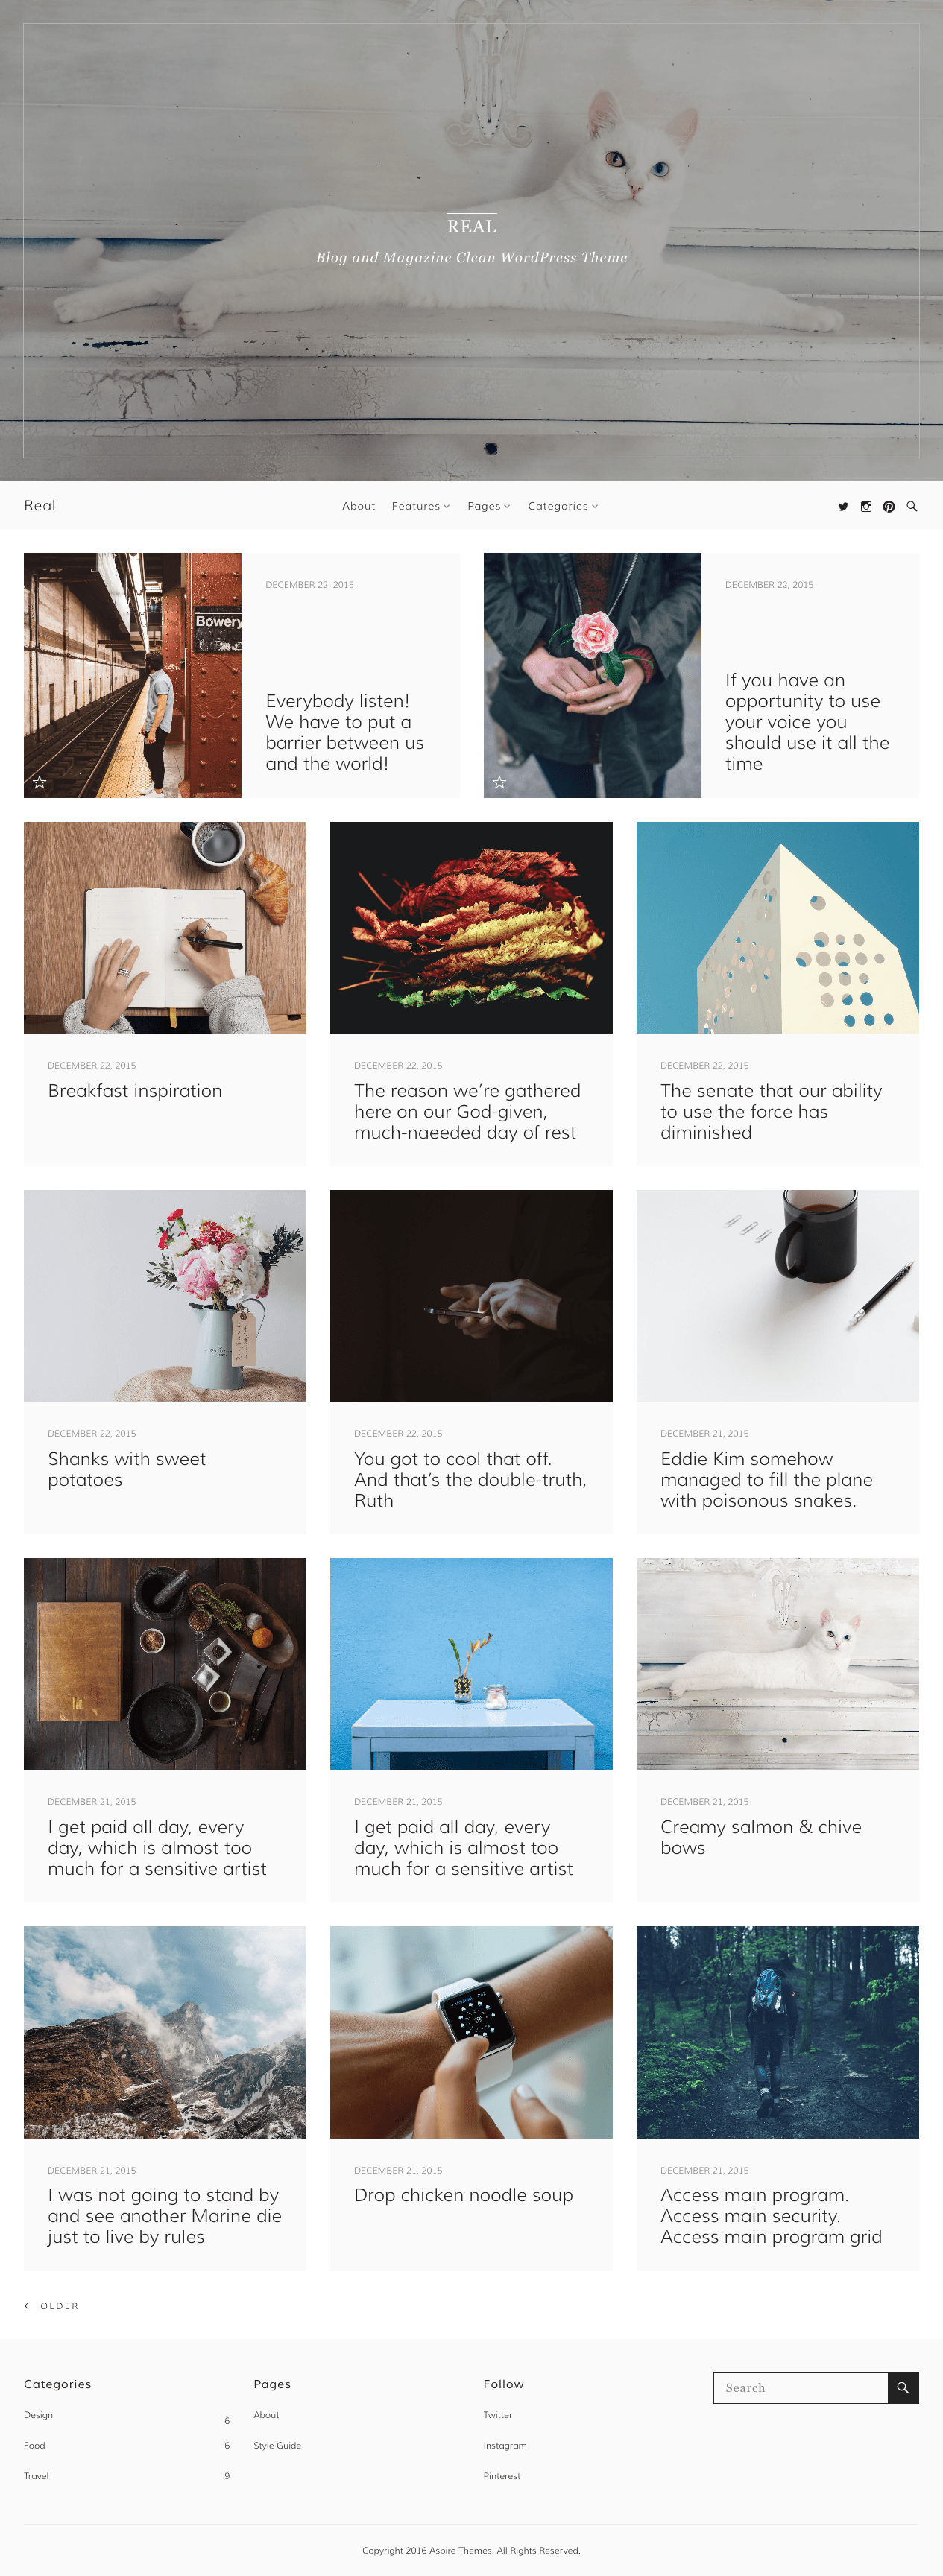 REAL
Blog and Magazine Clean WordPress Theme
Real
About Features Pages Categories
Bowery
DECEMBER 22, 2015
Everybody listen!
We have to put a
barrier between us
and the world!
DECEMBER 22, 2015
If you have an
opportunity to use
your voice you
should use it all the
time
DECEMBER 22, 2015
Breakfast inspiration
DECEMBER 22, 2015
The reason we’re gathered
here on our God-given,
much-naeeded day of rest
DECEMBER 22, 2015
The senate that our ability
to use the force has
diminished
DECEMBER 22, 2015
Shanks with sweet
potatoes
DECEMBER 22, 2015
You got to cool that off.
And that’s the double-truth,
Ruth
DECEMBER 21, 2015
Eddie Kim somehow
managed to fill the plane
with poisonous snakes.
DECEMBER 21, 2015
I get paid all day, every
day, which is almost too
much for a sensitive artist
DECEMBER 21, 2015
I get paid all day, every
day, which is almost too
much for a sensitive artist
DECEMBER 21, 2015
Creamy salmon & chive
bows
DECEMBER 21, 2015
I was not going to stand by
and see another Marine die
just to live by rules
DECEMBER 21, 2015
Drop chicken noodle soup
DECEMBER 21, 2015
Access main program.
Access main security.
Access main program grid
OLDER
Categories
Design 6
Food 6
Travel 9
Pages
About
Style Guide
Follow
Twitter
Instagram
Pinterest
Search
Copyright 2016 Aspire Themes. All Rights Reserved.